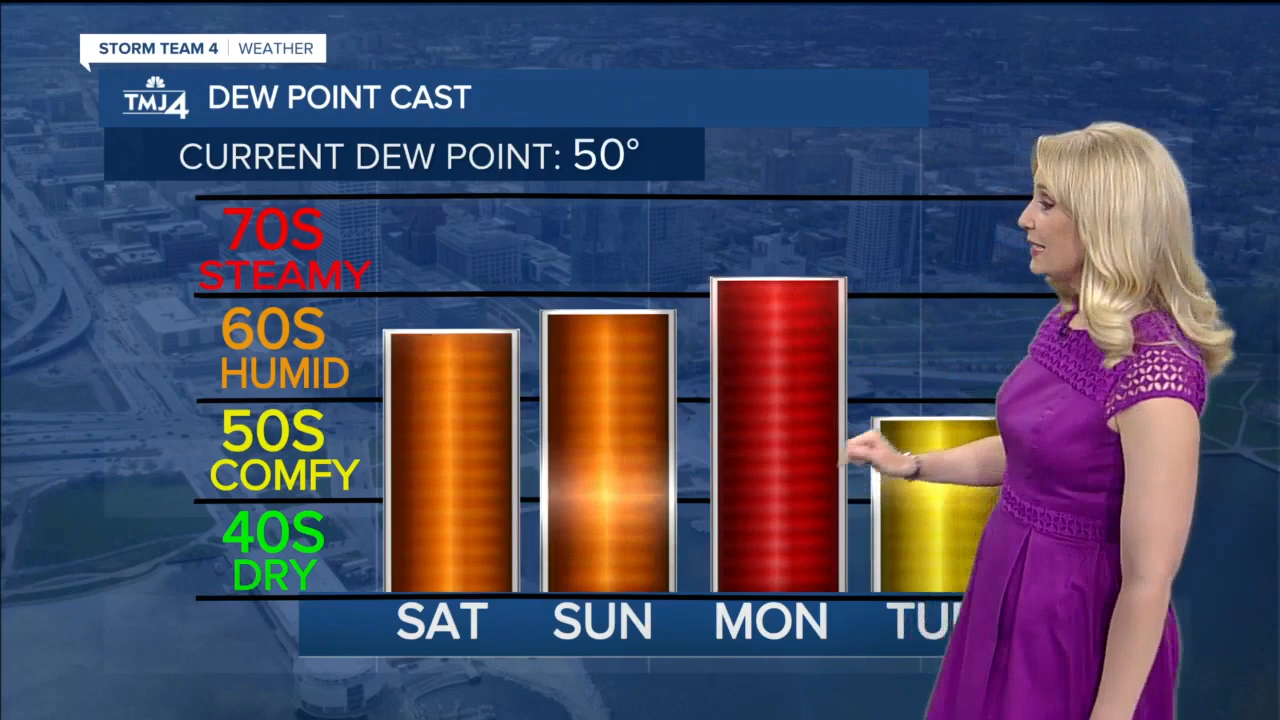 STORM TEAM 4 | WEATHER
TMJ4 DEW POINT CAST
CURRENT DEW POINT: 50°
70S
STEAMY
60S
HUMID
50S
COMFY
40S
DRY
SAT SUN MON TU